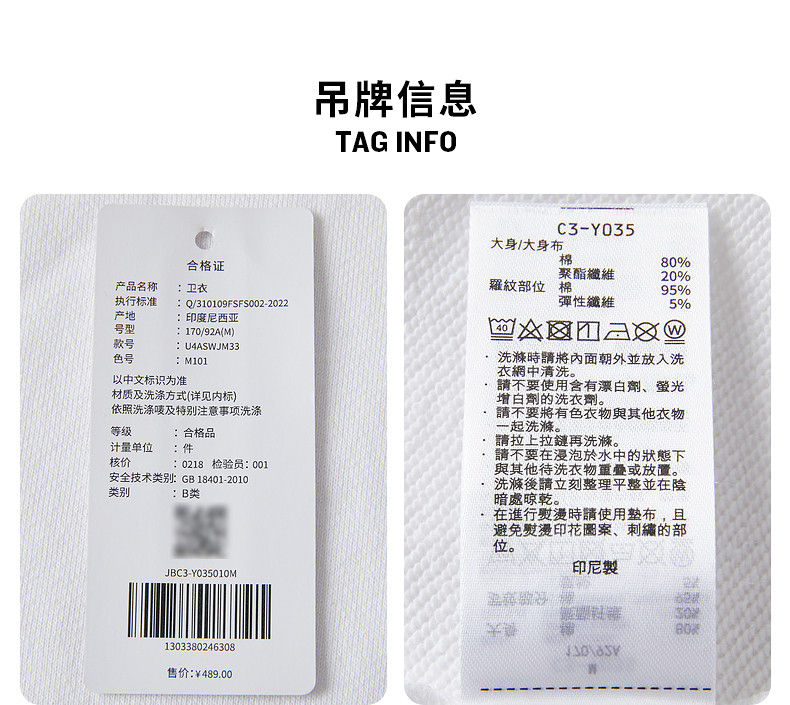 吊牌信息
TAG INFO
合格证
产品名称 : 卫衣
执行标准 : Q/310109FSFS002-2022
产地 : 印度尼西亚
号型 : 170/92A(M)
款号 : U4ASWJM33
色号 : M101
以中文标识为准
材质及洗涤方式(详见内标)
依照洗涤唛及特别注意事项洗涤
等级 : 合格品
计量单位 : 件
核价 : 0218 检验员: 001
安全技术类别: GB 18401-2010
类别 : B类
JBC3-Y035010M
1303380246308
售价:¥489.00
C3-Y035
大身/大身布
棉 80%
聚酯纖維 20%
羅紋部位 棉 95%
彈性纖維 5%
40 W
· 洗滌時請將內面朝外並放入洗
衣網中清洗。
· 請不要使用含有漂白劑、螢光
增白劑的洗衣劑。
· 請不要將有色衣物與其他衣物
一起洗滌。
· 請拉上拉鏈再洗滌。
· 請不要在浸泡於水中的狀態下
與其他待洗衣物重疊或放置。
· 洗滌後請立刻整理平整並在陰
暗處晾乾。
· 在進行熨燙時請使用墊布，且
避免熨燙印花圖案、刺繡的部
位。
印尼製
5%
95%
20%
大身 棉 80%
170/92A
M